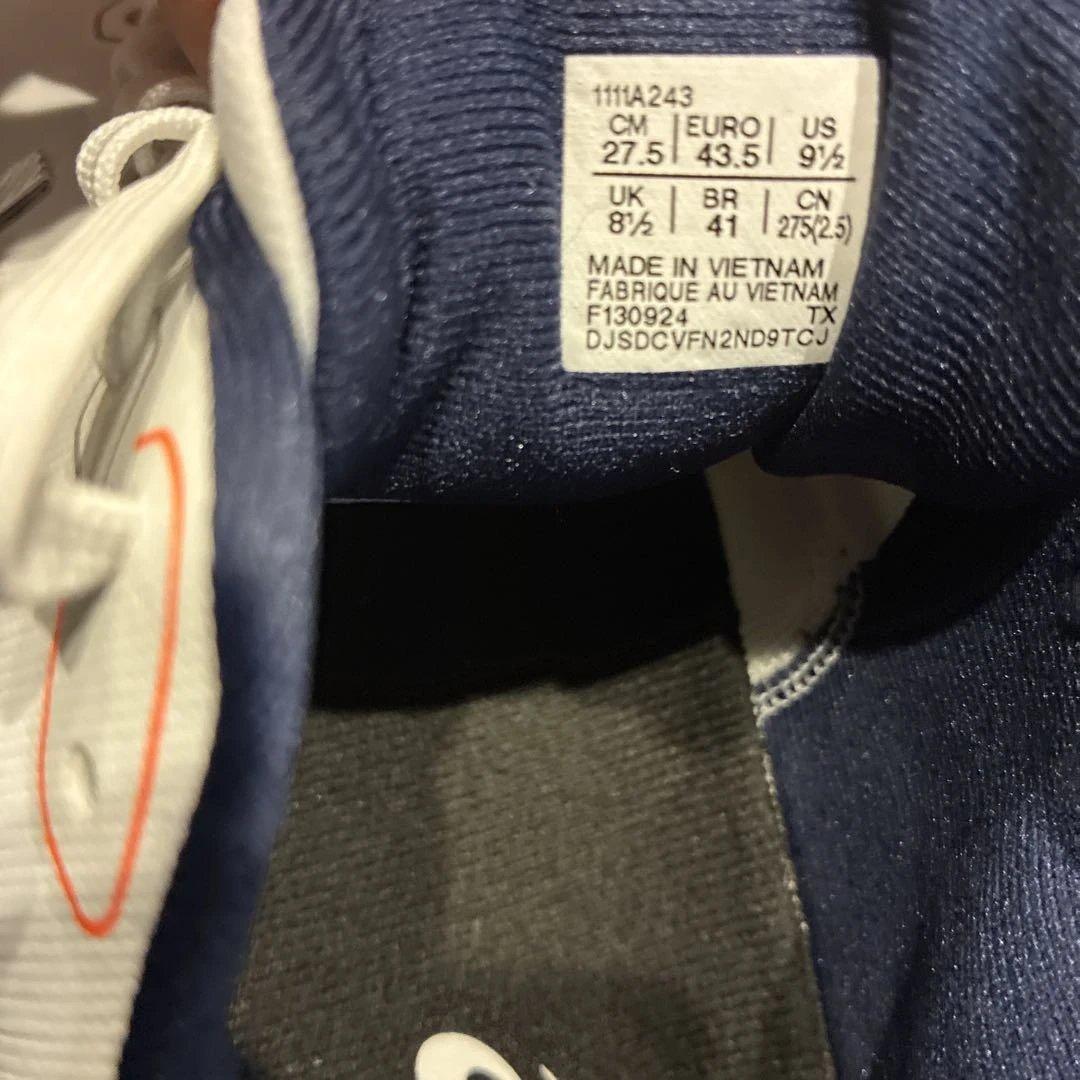 1111A243
CM EURO US
27.5 43.5 9½
UK BR CN
8½ 41 275(2.5)
MADE IN VIETNAM
FABRIQUE AU VIETNAM
F130924 TX
DJSDCVFN2ND9TCJ